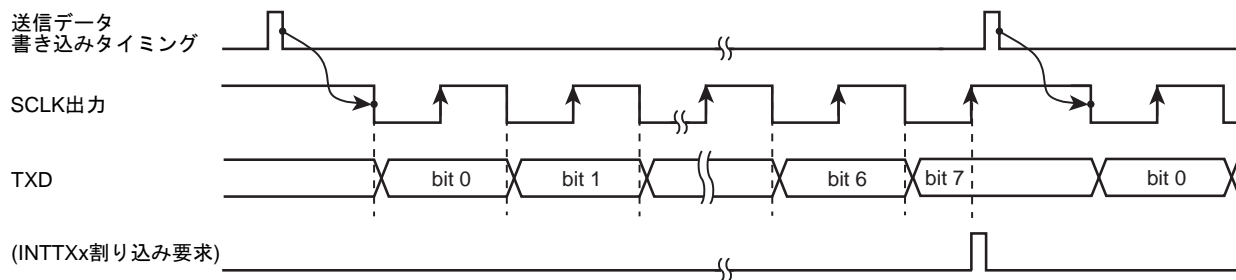 送信データ
書き込みタイミング
SCLK出力
TXD
bit 0
bit 1
bit 6
bit 7
bit 0
(INTTXx割り込み要求)